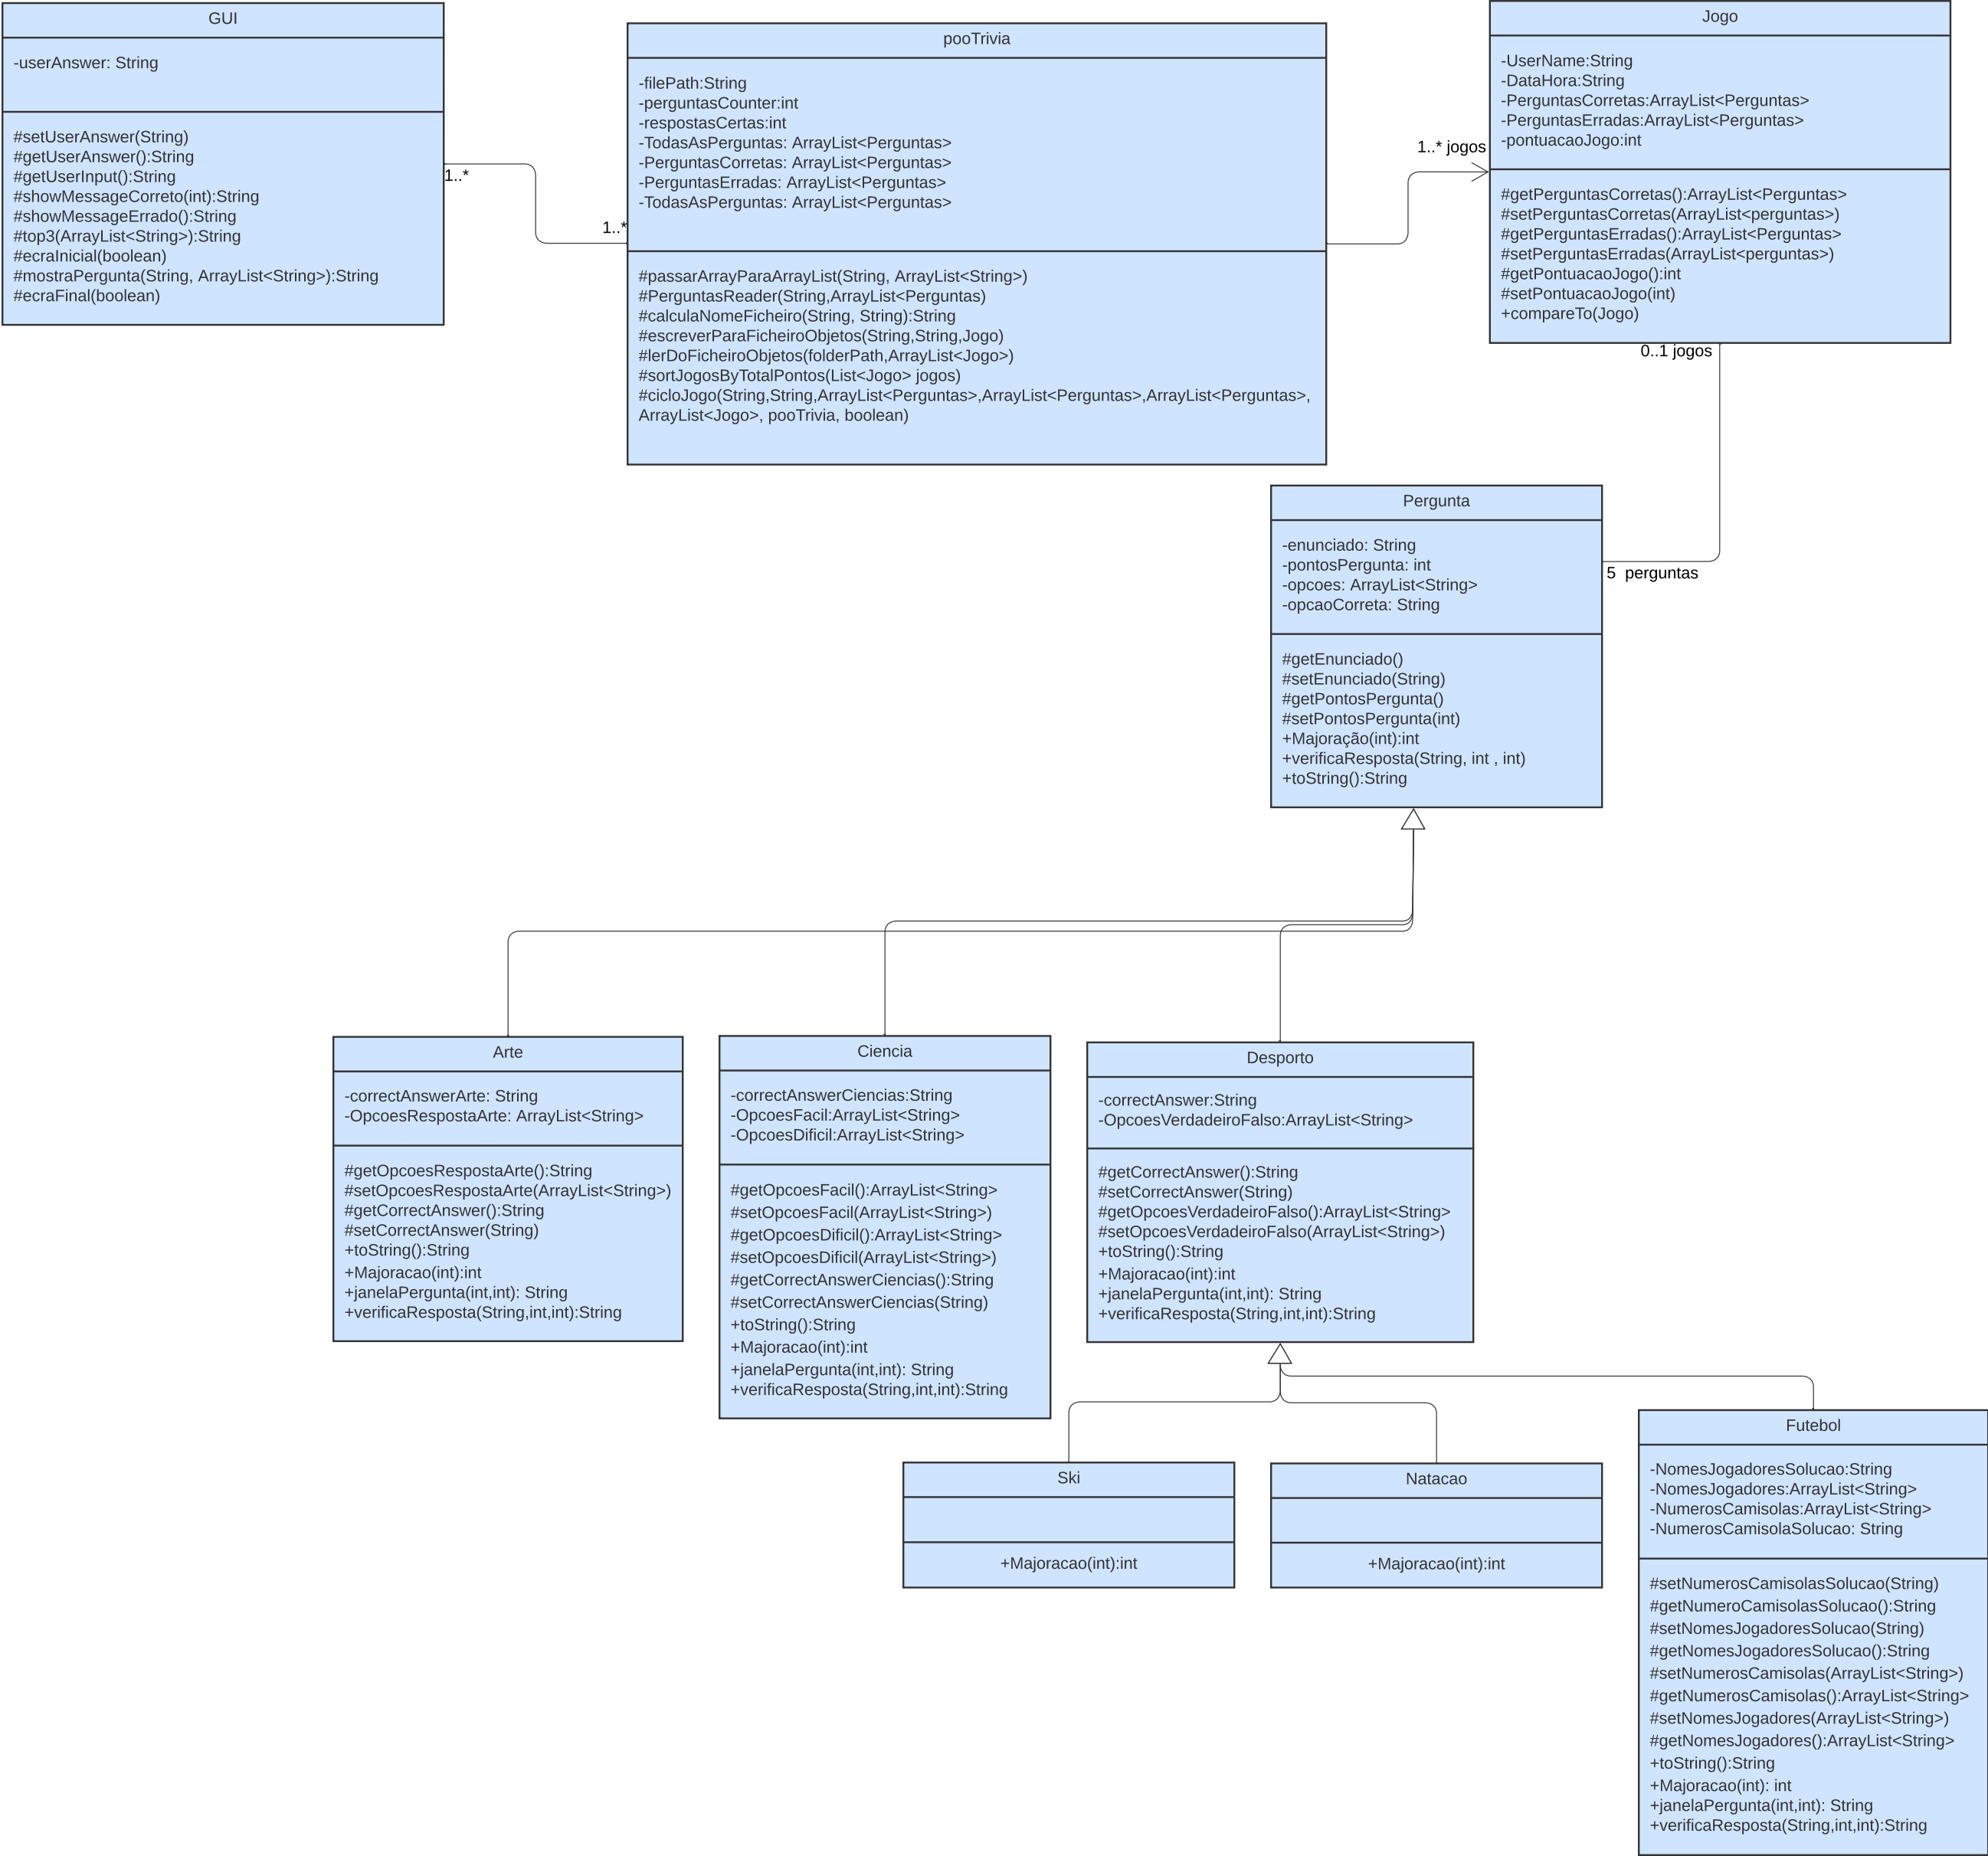 GUI
-userAnswer: String
#setUserAnswer(String)
#getUserAnswer():String
#getUserInput():String
#showMessageCorreto(int):String
#showMessageErrado():String
#top3(ArrayList<String>):String
#ecraInicial(boolean)
#mostraPergunta(String, ArrayList<String>):String
#ecraFinal(boolean)
1..*
1..*
pooTrivia
-filePath:String
-perguntasCounter:int
-respostasCertas:int
-TodasAsPerguntas: ArrayList<Perguntas>
-PerguntasCorretas: ArrayList<Perguntas>
-PerguntasErradas: ArrayList<Perguntas>
-TodasAsPerguntas: ArrayList<Perguntas>
#passarArrayParaArrayList(String, ArrayList<String>)
#PerguntasReader(String,ArrayList<Perguntas)
#calculaNomeFicheiro(String, String):String
#escreverParaFicheiroObjetos(String,String,Jogo)
#lerDoFicheiroObjetos(folderPath,ArrayList<Jogo>)
#sortJogosByTotalPontos(List<Jogo> jogos)
#cicloJogo(String,String,ArrayList<Perguntas>,ArrayList<Perguntas>,ArrayList<Perguntas>,
ArrayList<Jogo>, pooTrivia, boolean)
1..* jogos
Jogo
-UserName:String
-DataHora:String
-PerguntasCorretas:ArrayList<Perguntas>
-PerguntasErradas:ArrayList<Perguntas>
-pontuacaoJogo:int
#getPerguntasCorretas():ArrayList<Perguntas>
#setPerguntasCorretas(ArrayList<perguntas>)
#getPerguntasErradas():ArrayList<Perguntas>
#setPerguntasErradas(ArrayList<perguntas>)
#getPontuacaoJogo():int
#setPontuacaoJogo(int)
+compareTo(Jogo)
0..1 jogos
5  perguntas
Pergunta
-enunciado: String
-pontosPergunta: int
-opcoes: ArrayList<String>
-opcaoCorreta: String
#getEnunciado()
#setEnunciado(String)
#getPontosPergunta()
#setPontosPergunta(int)
+Majoração(int):int
+verificaResposta(String, int , int)
+toString():String
Arte
-correctAnswerArte: String
-OpcoesRespostaArte: ArrayList<String>
#getOpcoesRespostaArte():String
#setOpcoesRespostaArte(ArrayList<String>)
#getCorrectAnswer():String
#setCorrectAnswer(String)
+toString():String
+Majoracao(int):int
+janelaPergunta(int,int): String
+verificaResposta(String,int,int):String
Ciencia
-correctAnswerCiencias:String
-OpcoesFacil:ArrayList<String>
-OpcoesDificil:ArrayList<String>
#getOpcoesFacil():ArrayList<String>
#setOpcoesFacil(ArrayList<String>)
#getOpcoesDificil():ArrayList<String>
#setOpcoesDificil(ArrayList<String>)
#getCorrectAnswerCiencias():String
#setCorrectAnswerCiencias(String)
+toString():String
+Majoracao(int):int
+janelaPergunta(int,int): String
+verificaResposta(String,int,int):String
Desporto
-correctAnswer:String
-OpcoesVerdadeiroFalso:ArrayList<String>
#getCorrectAnswer():String
#setCorrectAnswer(String)
#getOpcoesVerdadeiroFalso():ArrayList<String>
#setOpcoesVerdadeiroFalso(ArrayList<String>)
+toString():String
+Majoracao(int):int
+janelaPergunta(int,int): String
+verificaResposta(String,int,int):String
Ski
+Majoracao(int):int
Natacao
+Majoracao(int):int
Futebol
-NomesJogadoresSolucao:String
-NomesJogadores:ArrayList<String>
-NumerosCamisolas:ArrayList<String>
-NumerosCamisolaSolucao: String
#setNumerosCamisolasSolucao(String)
#getNumeroCamisolasSolucao():String
#setNomesJogadoresSolucao(String)
#getNomesJogadoresSolucao():String
#setNumerosCamisolas(ArrayList<String>)
#getNumerosCamisolas():ArrayList<String>
#setNomesJogadores(ArrayList<String>)
#getNomesJogadores():ArrayList<String>
+toString():String
+Majoracao(int): int
+janelaPergunta(int,int): String
+verificaResposta(String,int,int):String